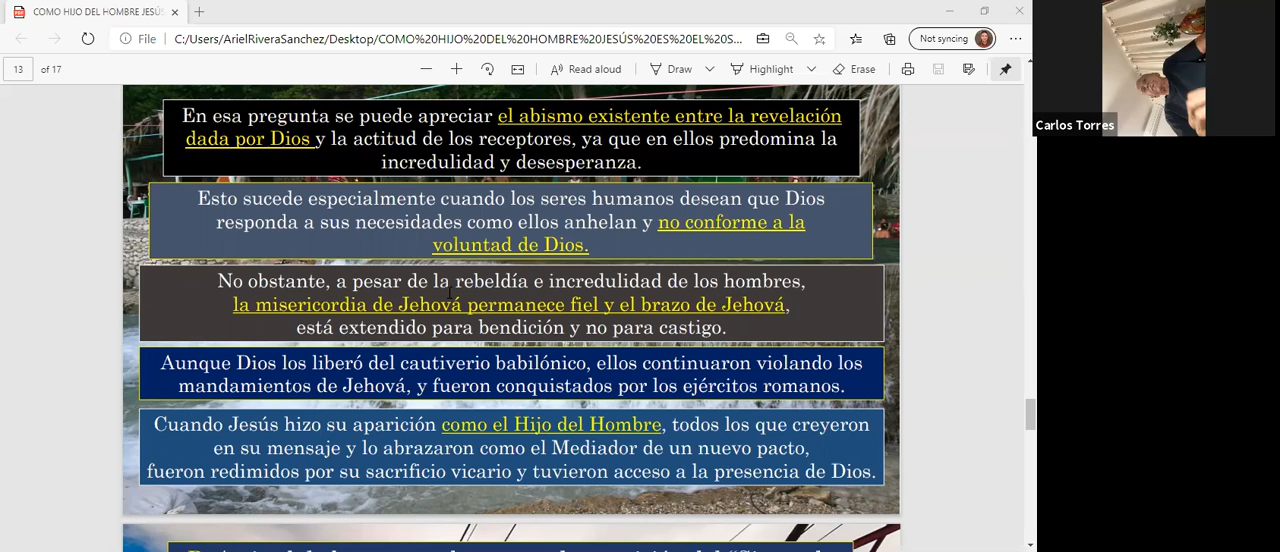 COMO HIJO DEL HOMBRE JESÚS
File
C:/Users/ArielRiveraSanchez/Desktop/COMO%20HIJO%20DEL%20HOMBRE%20JESÚS%20ES%20EL%20S...
Not syncing
13 of 17
Read aloud
Draw
Highlight
Erase
Carlos Torres
En esa pregunta se puede apreciar el abismo existente entre la revelación
dada por Dios y la actitud de los receptores, ya que en ellos predomina la
incredulidad y desesperanza.
Esto sucede especialmente cuando los seres humanos desean que Dios
responda a sus necesidades como ellos anhelan y no conforme a la
voluntad de Dios.
No obstante, a pesar de la rebeldía e incredulidad de los hombres,
la misericordia de Jehová permanece fiel y el brazo de Jehová,
está extendido para bendición y no para castigo.
Aunque Dios los liberó del cautiverio babilónico, ellos continuaron violando los
mandamientos de Jehová, y fueron conquistados por los ejércitos romanos.
Cuando Jesús hizo su aparición como el Hijo del Hombre, todos los que creyeron
en su mensaje y lo abrazaron como el Mediador de un nuevo pacto,
fueron redimidos por su sacrificio vicario y tuvieron acceso a la presencia de Dios.